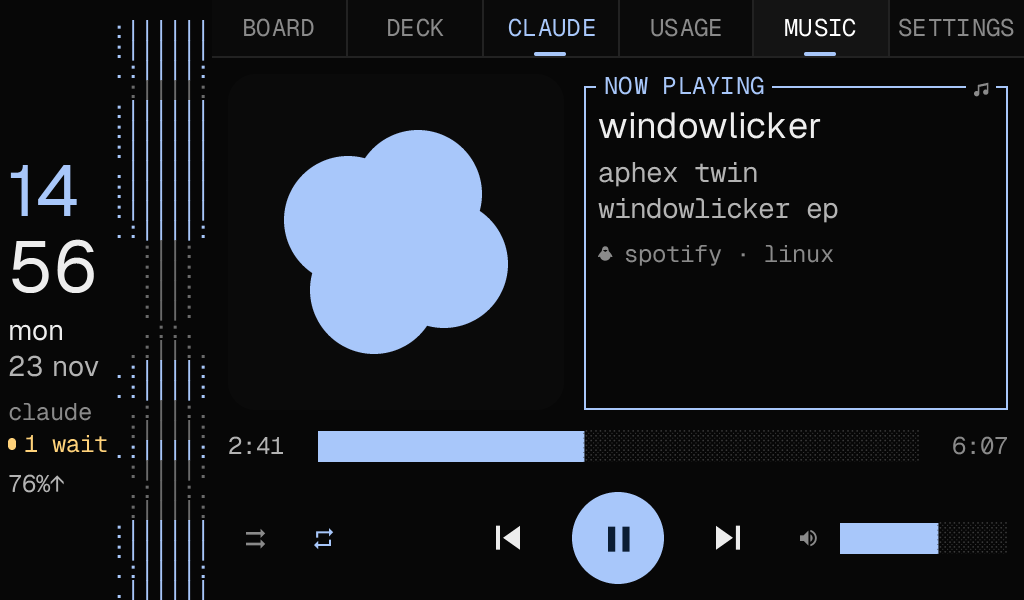 BOARD DECK CLAUDE USAGE MUSIC SETTINGS
14
56
mon
23 nov
claude
1 wait
76%↑
NOW PLAYING
windowlicker
aphex twin
windowlicker ep
spotify · linux
2:41 6:07